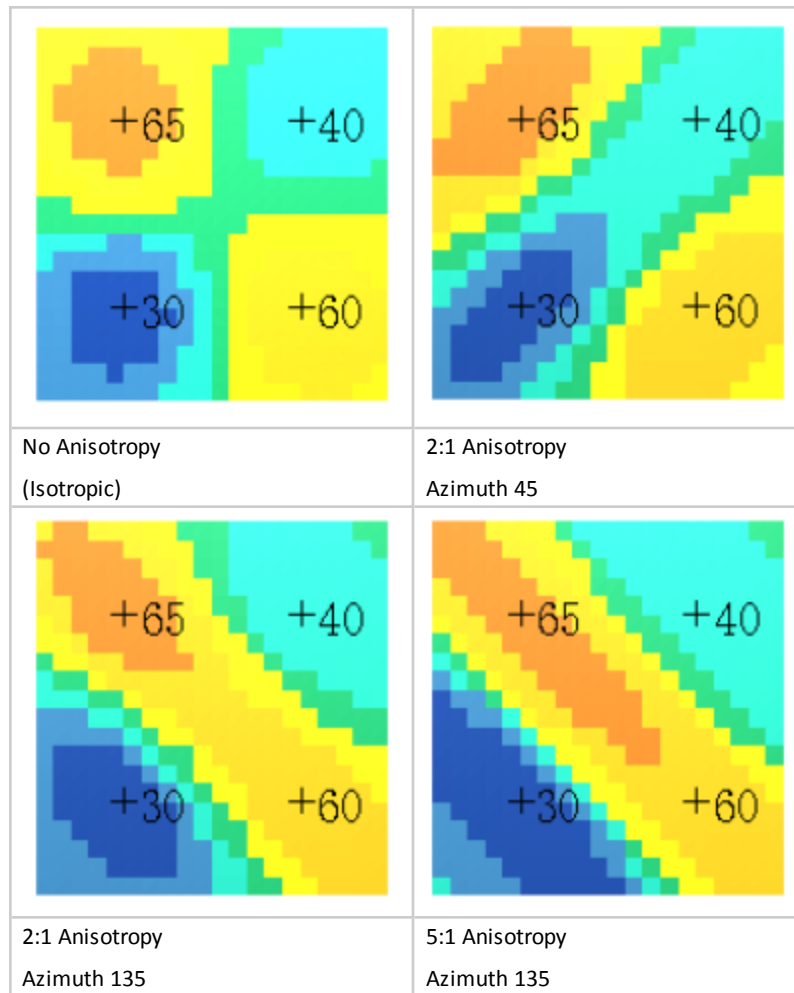 +65 +40
+30 +60
No Anisotropy
(Isotropic)
+65 +40
+30 +60
2:1 Anisotropy
Azimuth 45
+65 +40
+30 +60
2:1 Anisotropy
Azimuth 135
+65 +40
+30 +60
5:1 Anisotropy
Azimuth 135